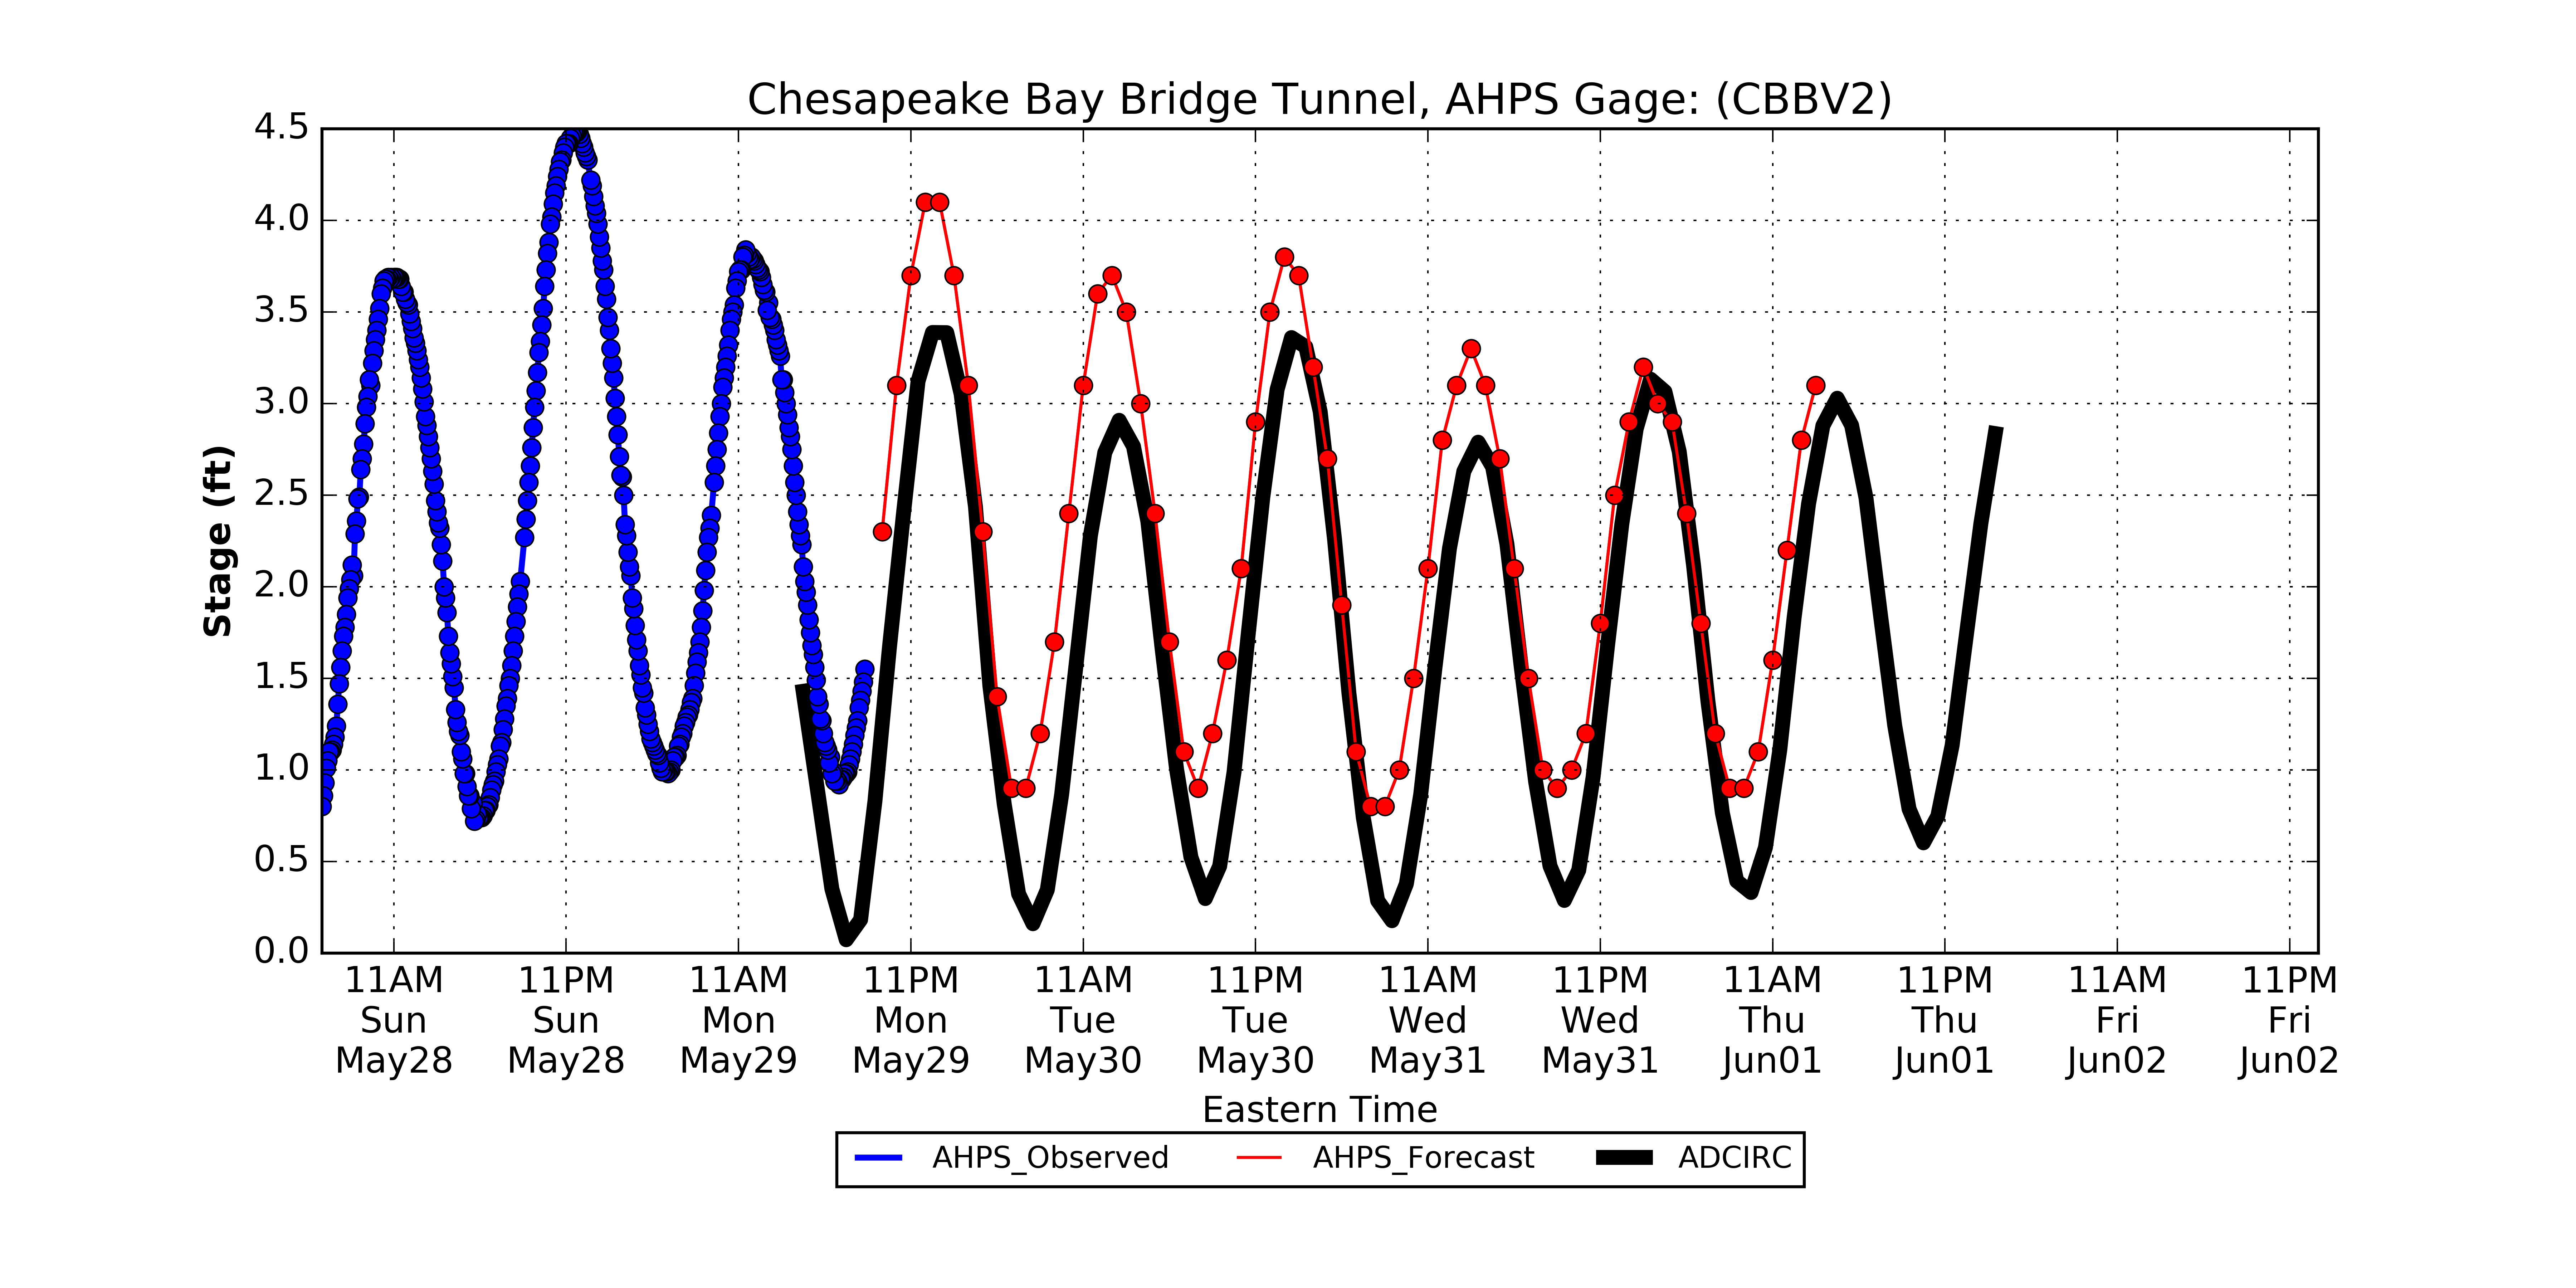 Chesapeake Bay Bridge Tunnel, AHPS Gage: (CBBV2)
4.5
4.0
3.5
3.0
2.5
2.0
1.5
1.0
0.5
0.0
Stage (ft)
11AM 11PM 11AM 11PM 11AM 11PM 11AM 11PM 11AM 11PM 11AM 11PM
Sun Sun Mon Mon Tue Tue Wed Wed Thu Thu Fri Fri
May28 May28 May29 May29 May30 May30 May31 May31 Jun01 Jun01 Jun02 Jun02
Eastern Time
AHPS_Observed AHPS_Forecast ADCIRC